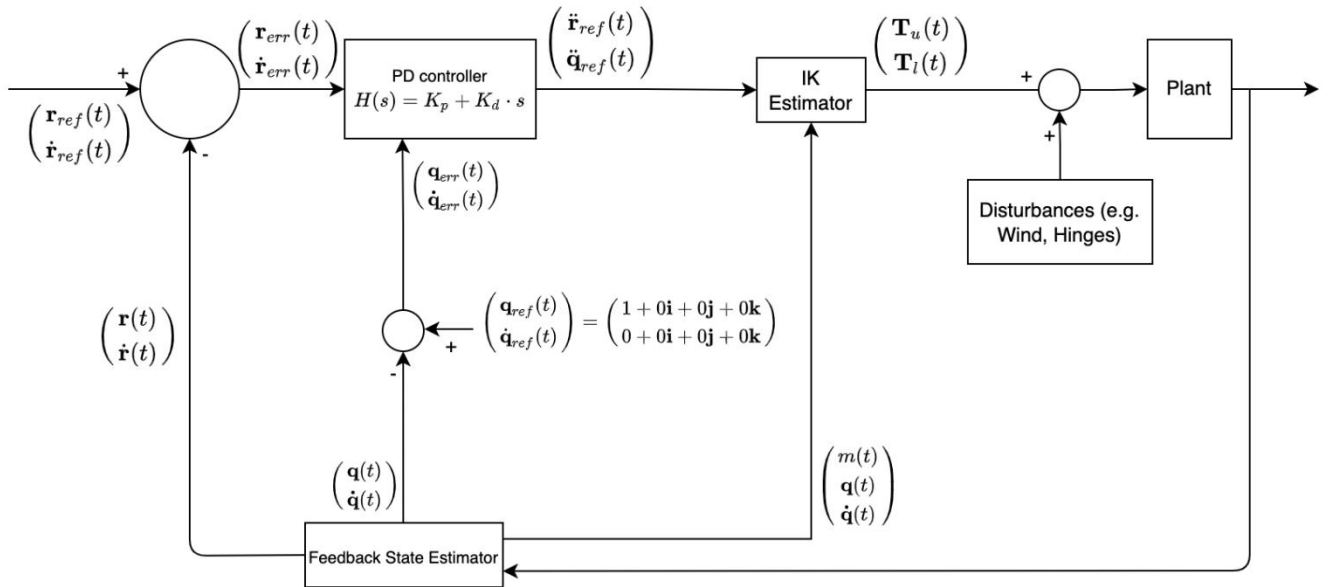 (𝐫_err(t)
𝐫̇_err(t))
(𝐫̈_ref(t)
𝐪̈_ref(t))
(𝐓_u(t)
𝐓_l(t))
+
PD controller
H(s) = K_p + K_d · s
IK
Estimator
+
Plant
(𝐫_ref(t)
𝐫̇_ref(t))
-
+
(𝐪_err(t)
𝐪̇_err(t))
Disturbances (e.g.
Wind, Hinges)
(𝐫(t)
𝐫̇(t))
(𝐪_ref(t)
𝐪̇_ref(t)) = (1 + 0𝐢 + 0𝐣 + 0𝐤
0 + 0𝐢 + 0𝐣 + 0𝐤)
+
-
(𝐪(t)
𝐪̇(t))
(m(t)
𝐪(t)
𝐪̇(t))
Feedback State Estimator